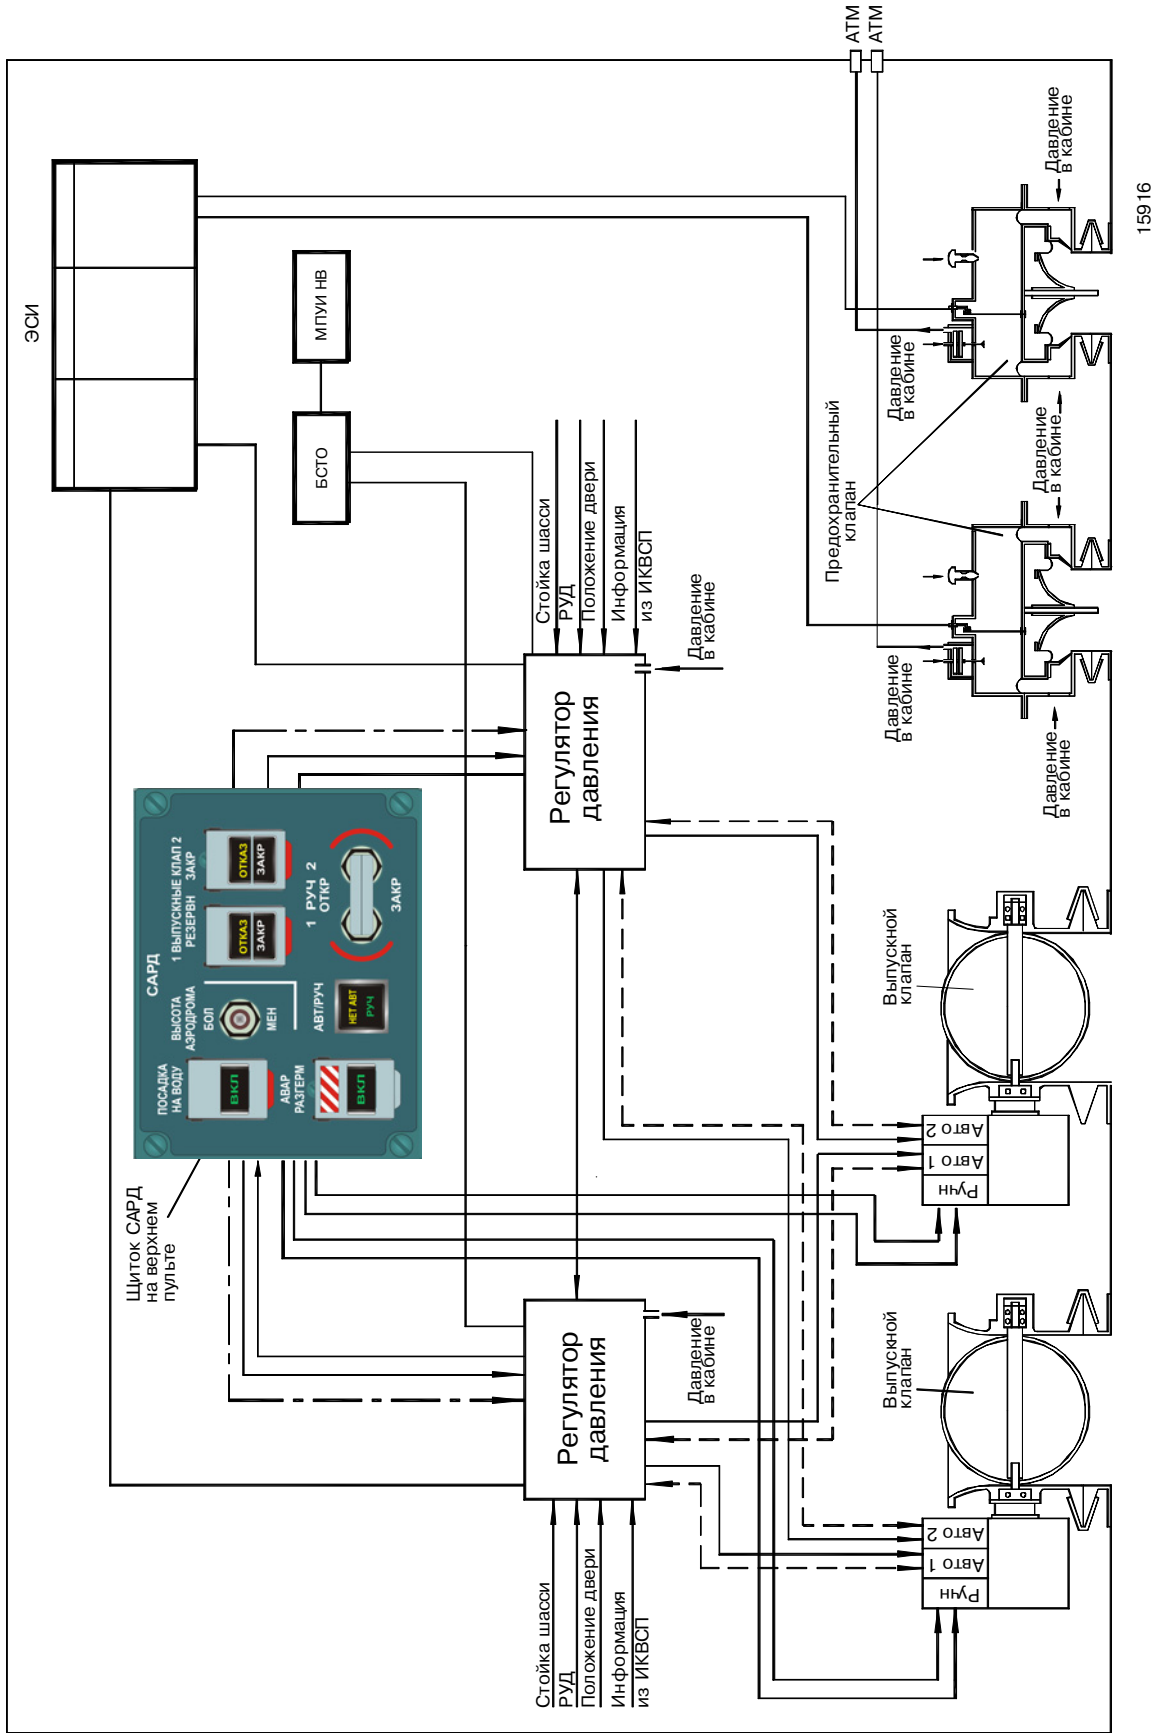 ЭСИ
МПУИ НВ
БСТО
АТМ
АТМ
Щиток САРД
на верхнем
пульте
САРД
ПОСАДКА
НА ВОДУ
ВКЛ
ВЫСОТА
АЭРОДРОМА
БОЛ
МЕН
1 ВЫПУСКНЫЕ КЛАП 2
РЕЗЕРВН
ЗАКР
ОТКАЗ
ЗАКР
ОТКАЗ
ЗАКР
АВАР
РАЗГЕРМ
ВКЛ
АВТ/РУЧ
НЕТ АВТ
РУЧ
1 РУЧ 2
ОТКР
ЗАКР
Стойка шасси
РУД
Положение двери
Информация
из ИКВСП
Регулятор
давления
Давление
в кабине
Стойка шасси
РУД
Положение двери
Информация
из ИКВСП
Регулятор
давления
Давление
в кабине
Ручн
Авто 1
Авто 2
Выпускной
клапан
Ручн
Авто 1
Авто 2
Выпускной
клапан
Предохранительный
клапан
Давление
в кабине
Давление
в кабине
Давление
в кабине
Давление
в кабине
Давление
в кабине
Давление
в кабине
15916